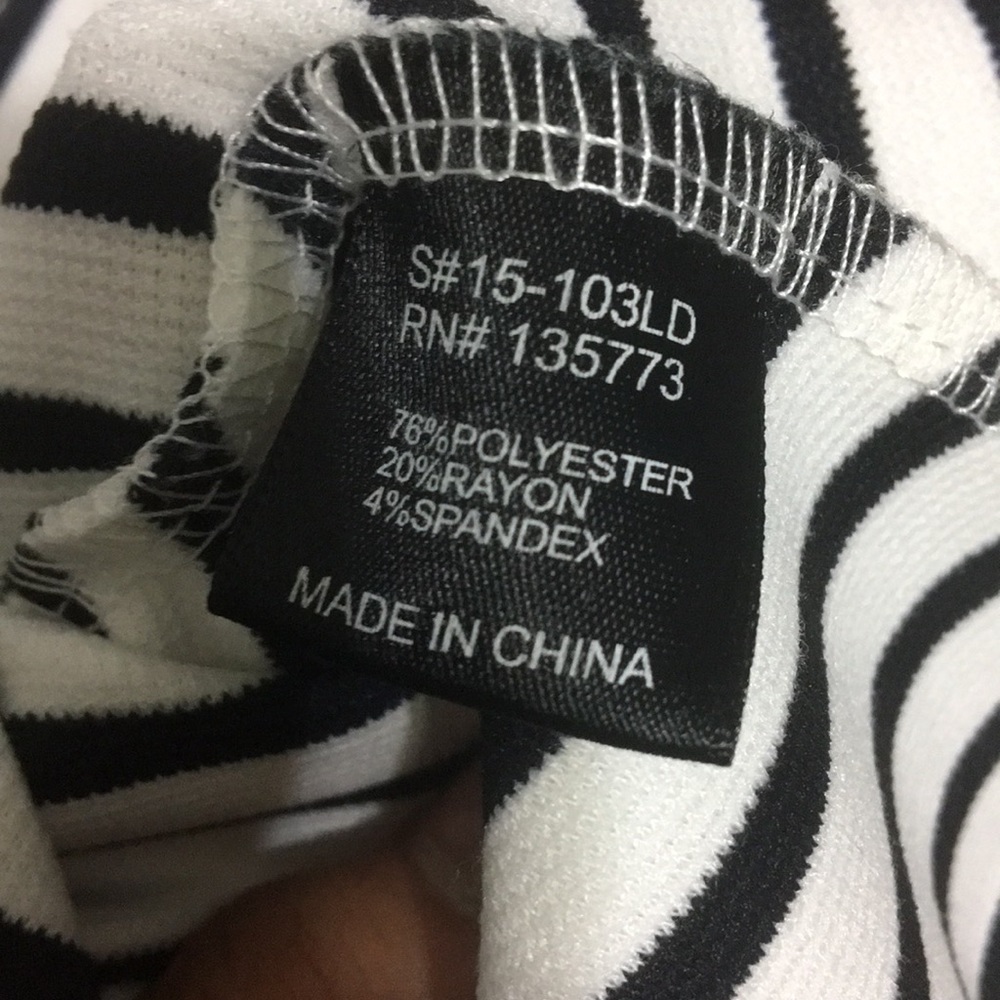 S#15-103LD
RN# 135773
76%POLYESTER
20%RAYON
4%SPANDEX
MADE IN CHINA